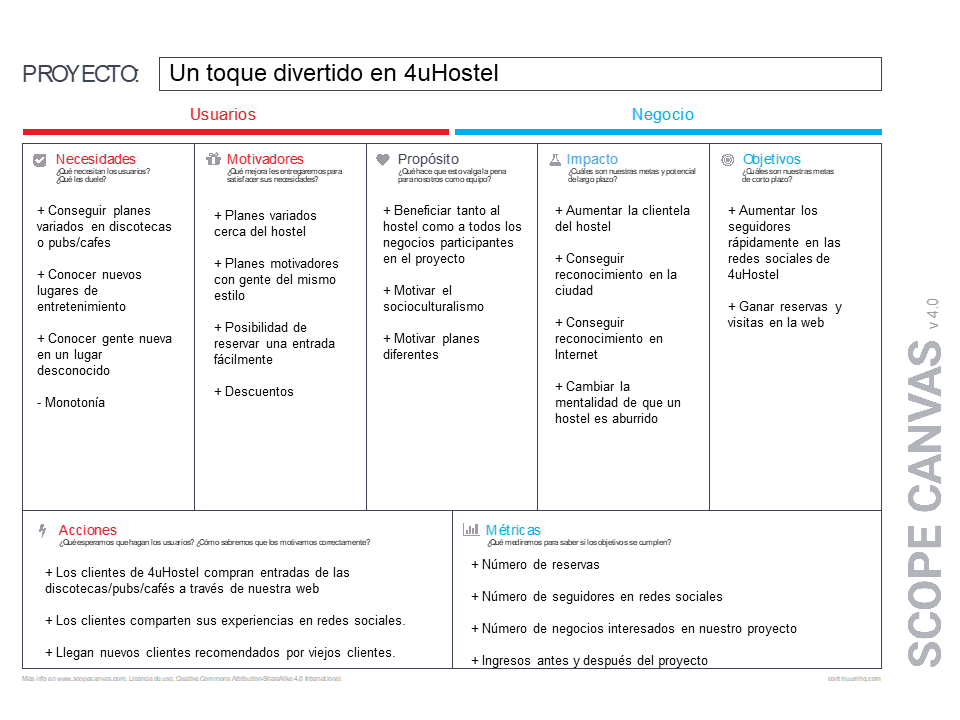 PROYECTO:
Un toque divertido en 4uHostel
Usuarios
Negocio
Necesidades
¿Qué necesitan los usuarios?
¿Qué les duele?
+ Conseguir planes
variados en discotecas
o pubs/cafes
+ Conocer nuevos
lugares de
entretenimiento
+ Conocer gente nueva
en un lugar
desconocido
- Monotonía
Motivadores
¿Qué mejora les entregaremos para
satisfacer sus necesidades?
+ Planes variados
cerca del hostel
+ Planes motivadores
con gente del mismo
estilo
+ Posibilidad de
reservar una entrada
fácilmente
+ Descuentos
Propósito
¿Qué hace que esto valga la pena
para nosotros como equipo?
+ Beneficiar tanto al
hostel como a todos los
negocios participantes
en el proyecto
+ Motivar el
socioculturalismo
+ Motivar planes
diferentes
Impacto
¿Cuáles son nuestras metas y potencial
de largo plazo?
+ Aumentar la clientela
del hostel
+ Conseguir
reconocimiento en la
ciudad
+ Conseguir
reconocimiento en
Internet
+ Cambiar la
mentalidad de que un
hostel es aburrido
Objetivos
¿Cuáles son nuestras metas
de corto plazo?
+ Aumentar los
seguidores
rápidamente en las
redes sociales de
4uHostel
+ Ganar reservas y
visitas en la web
Acciones
¿Qué esperamos que hagan los usuarios? ¿Cómo sabremos que los motivamos correctamente?
+ Los clientes de 4uHostel compran entradas de las
discotecas/pubs/cafés a través de nuestra web
+ Los clientes comparten sus experiencias en redes sociales.
+ Llegan nuevos clientes recomendados por viejos clientes.
Métricas
¿Qué mediremos para saber si los objetivos se cumplen?
+ Número de reservas
+ Número de seguidores en redes sociales
+ Número de negocios interesados en nuestro proyecto
+ Ingresos antes y después del proyecto
SCOPE CANVAS v 4.0
Más info en www.scopecanvas.com. Licencia de uso: Creative Commons Attribution-ShareAlike 4.0 International.
continuumhq.com